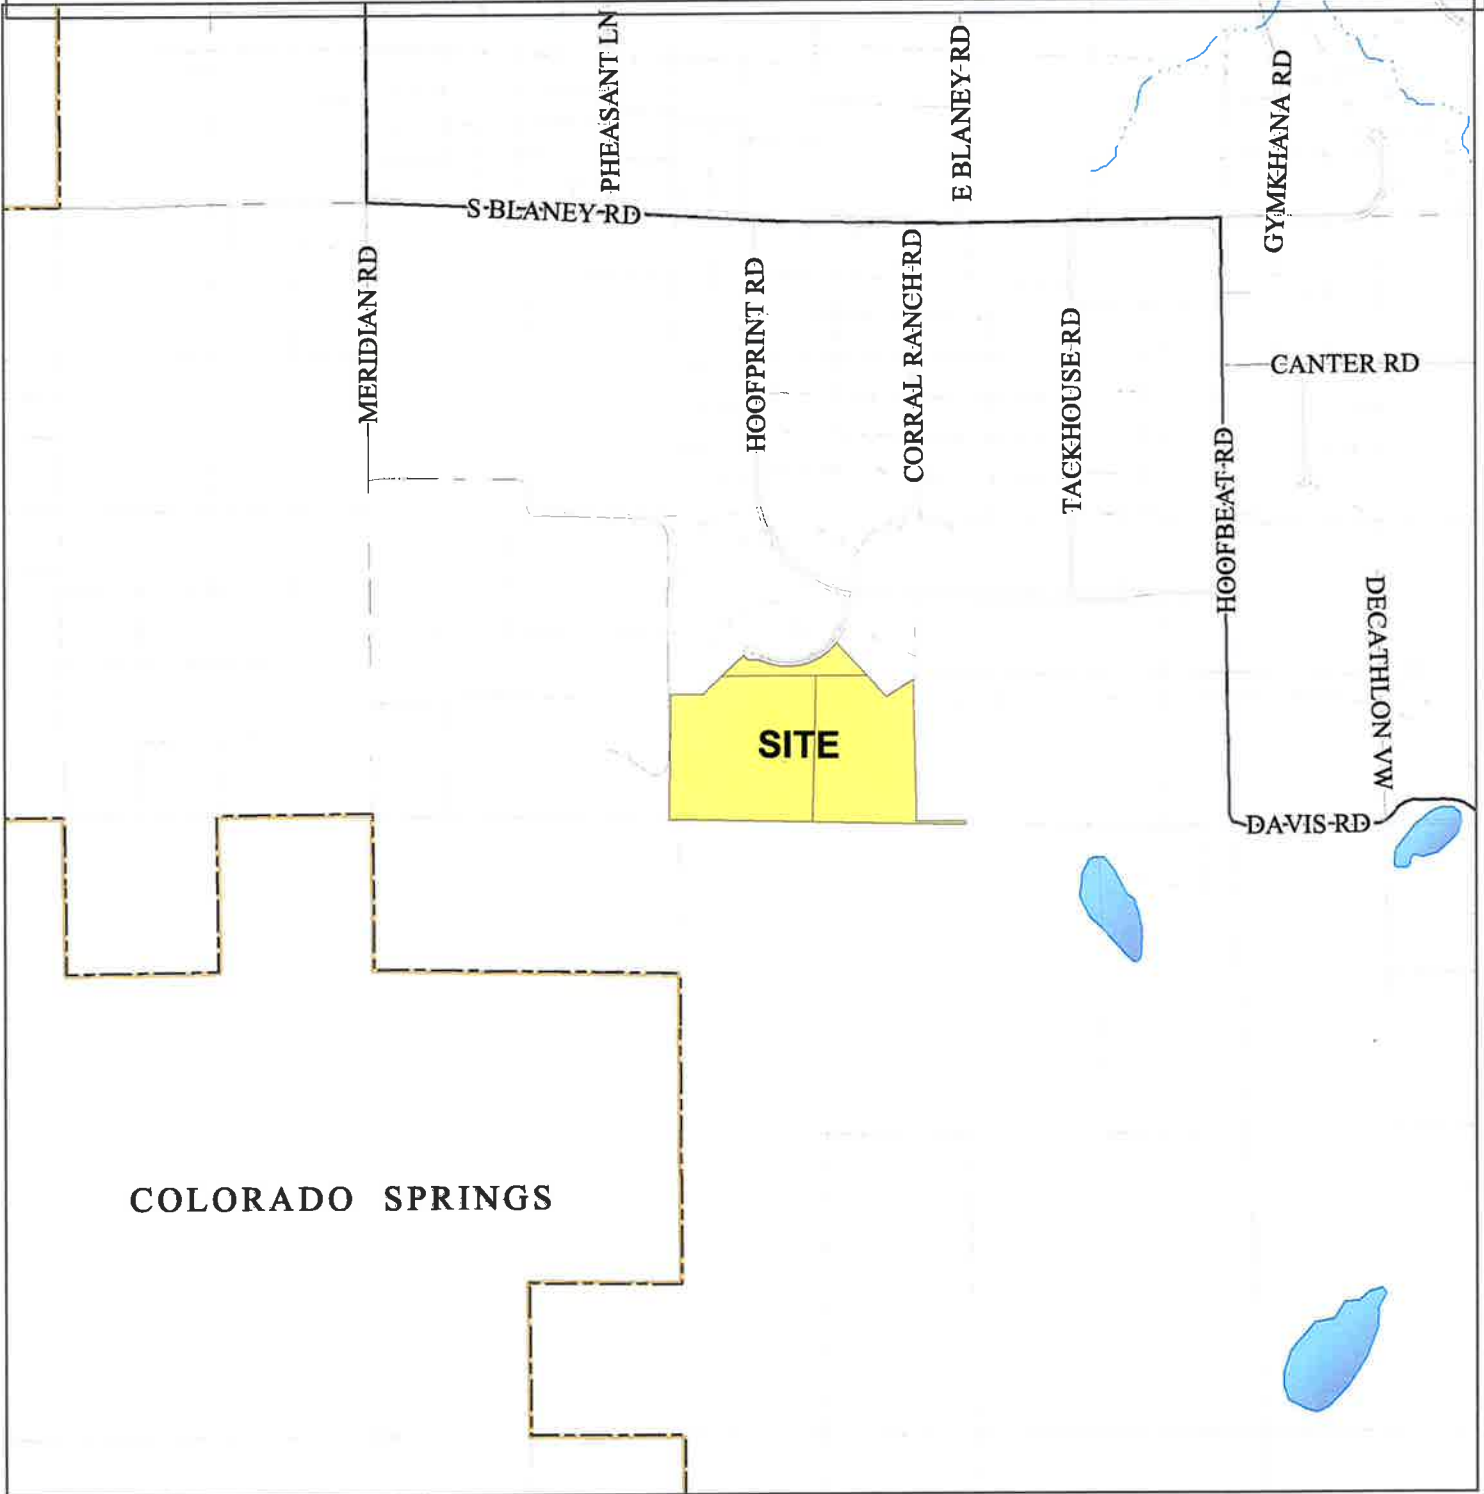 PHEASANT LN
E BLANEY RD
GYMKHANA RD
S BLANEY RD
MERIDIAN RD
HOOFPRINT RD
CORRAL RANCH RD
TACKHOUSE RD
CANTER RD
HOOFBEAT RD
DECATHLON VW
SITE
DAVIS RD
COLORADO SPRINGS